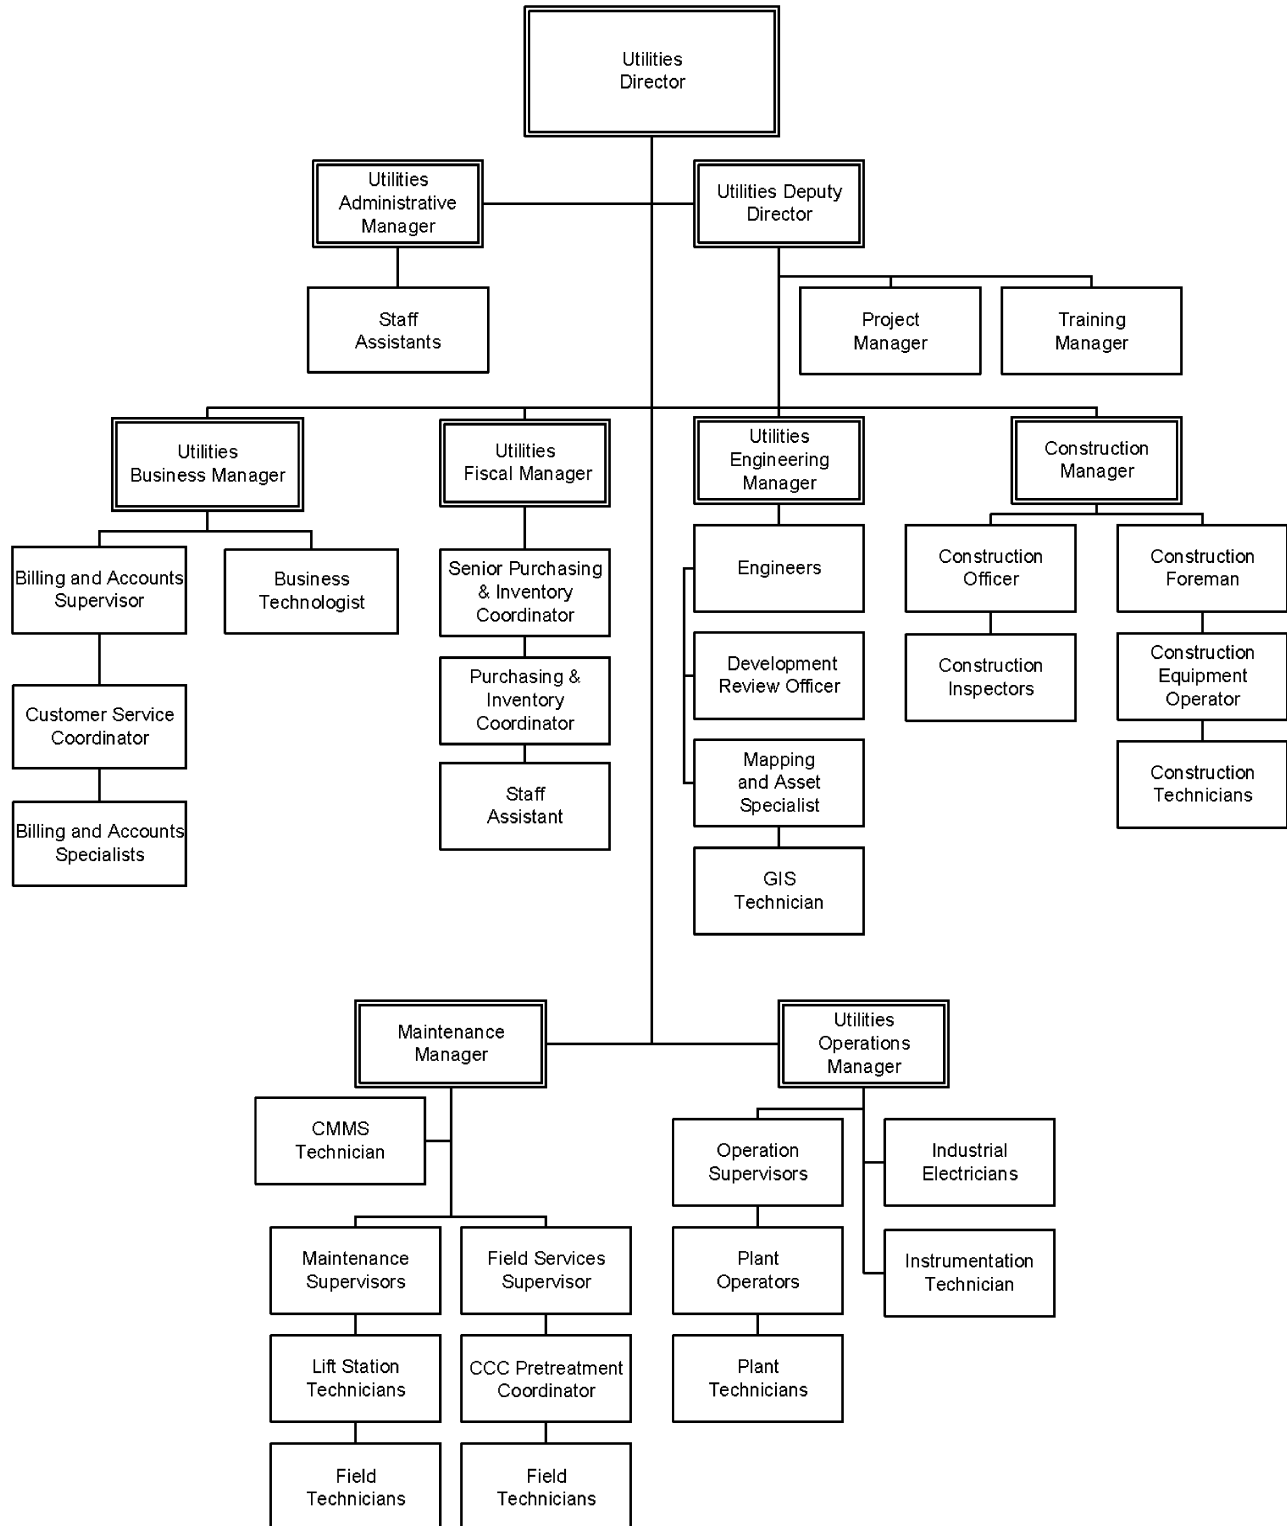 Utilities
Director
Utilities
Administrative
Manager
Utilities Deputy
Director
Staff
Assistants
Project
Manager
Training
Manager
Utilities
Business Manager
Utilities
Fiscal Manager
Utilities
Engineering
Manager
Construction
Manager
Billing and Accounts
Supervisor
Business
Technologist
Senior Purchasing
& Inventory
Coordinator
Engineers
Construction
Officer
Construction
Foreman
Customer Service
Coordinator
Purchasing &
Inventory
Coordinator
Development
Review Officer
Construction
Inspectors
Construction
Equipment
Operator
Billing and Accounts
Specialists
Staff
Assistant
Mapping
and Asset
Specialist
Construction
Technicians
GIS
Technician
Maintenance
Manager
Utilities
Operations
Manager
CMMS
Technician
Operation
Supervisors
Industrial
Electricians
Maintenance
Supervisors
Field Services
Supervisor
Plant
Operators
Instrumentation
Technician
Lift Station
Technicians
CCC Pretreatment
Coordinator
Plant
Technicians
Field
Technicians
Field
Technicians